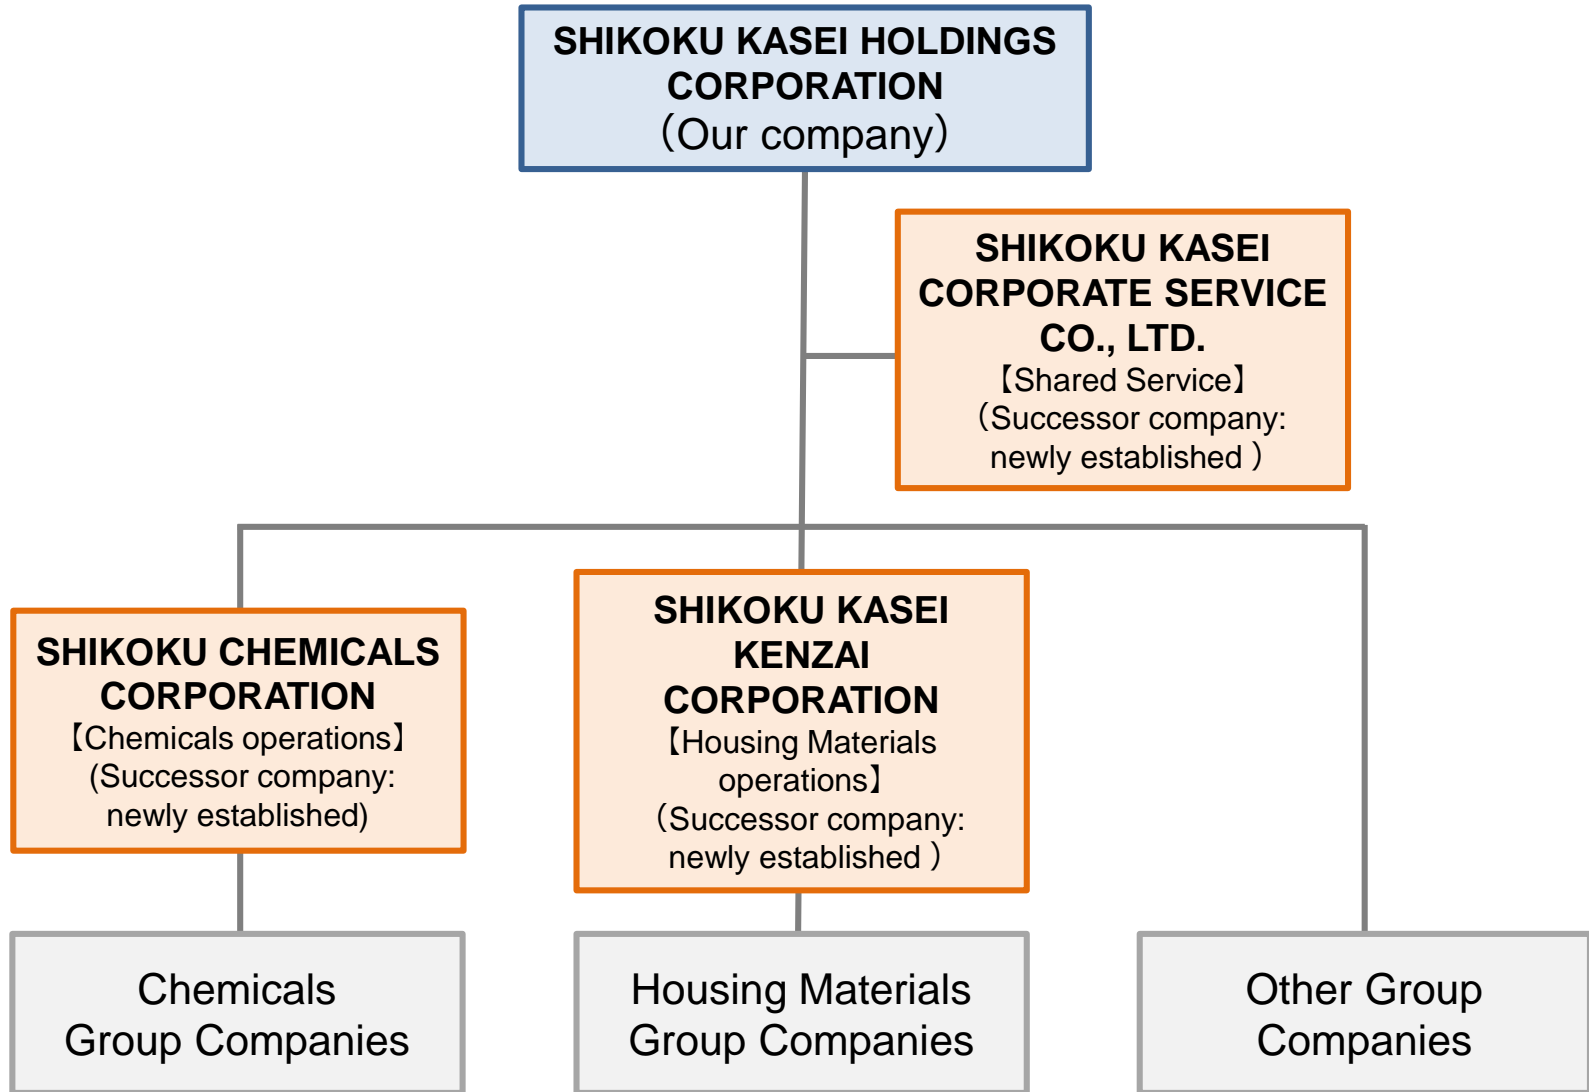 SHIKOKU KASEI HOLDINGS
CORPORATION
（Our company）
SHIKOKU KASEI
CORPORATE SERVICE
CO., LTD.
【Shared Service】
（Successor company:
newly established ）
SHIKOKU CHEMICALS
CORPORATION
【Chemicals operations】
(Successor company:
newly established)
SHIKOKU KASEI
KENZAI
CORPORATION
【Housing Materials
operations】
（Successor company:
newly established ）
Chemicals
Group Companies
Housing Materials
Group Companies
Other Group
Companies